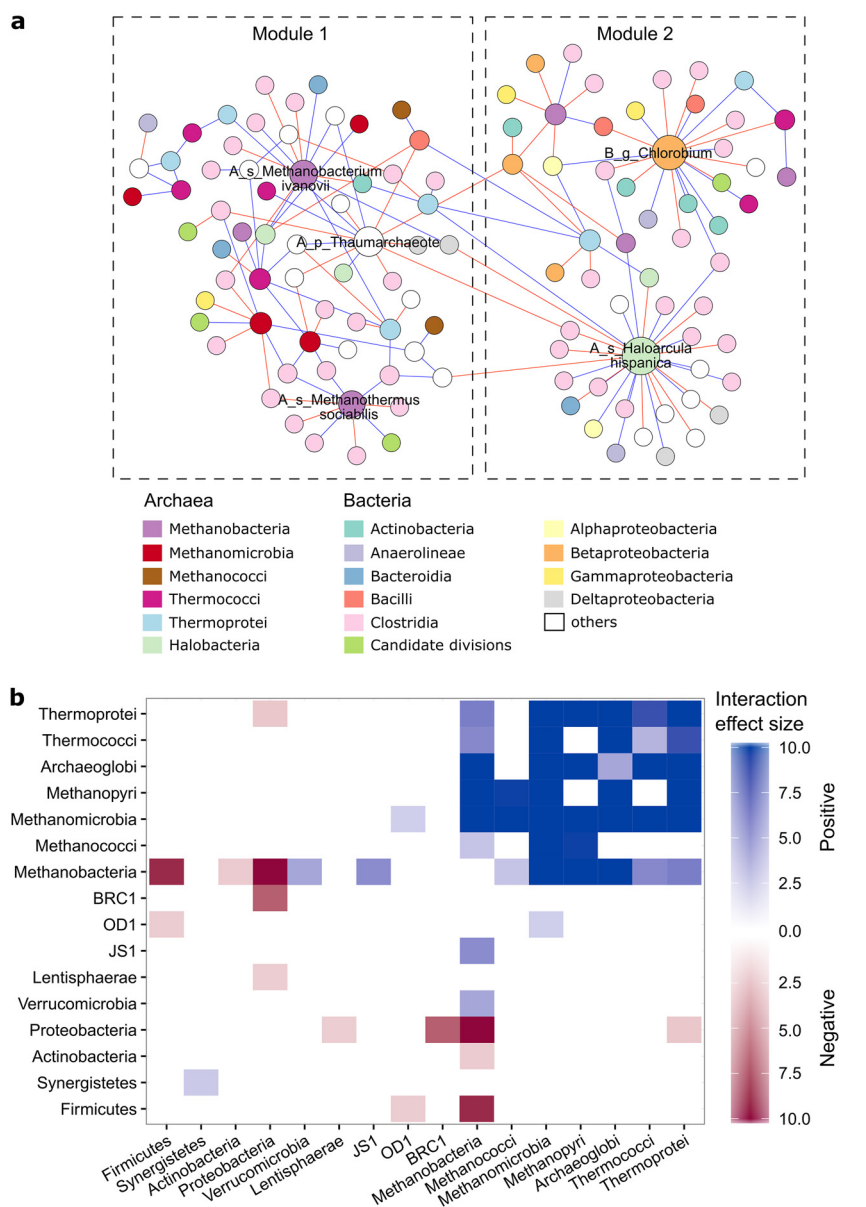 a
Module 1
Module 2
A_s_Methanobacterium
ivanovii
B_g_Chlorobium
A_p_Thaumarchaeote
A_s_Haloarcula
hispanica
A_s_Methanothermus
sociabilis
Archaea
Bacteria
Methanobacteria
Actinobacteria
Alphaproteobacteria
Methanomicrobia
Anaerolineae
Betaproteobacteria
Methanococci
Bacteroidia
Gammaproteobacteria
Thermococci
Bacilli
Deltaproteobacteria
Thermoprotei
Clostridia
others
Halobacteria
Candidate divisions
b
Thermoprotei
Thermococci
Archaeoglobi
Methanopyri
Methanomicrobia
Methanococci
Methanobacteria
BRC1
OD1
JS1
Lentisphaerae
Verrucomicrobia
Proteobacteria
Actinobacteria
Synergistetes
Firmicutes
Firmicutes
Synergistetes
Actinobacteria
Proteobacteria
Verrucomicrobia
Lentisphaerae
JS1
OD1
BRC1
Methanobacteria
Methanococci
Methanomicrobia
Methanopyri
Archaeoglobi
Thermococci
Thermoprotei
Interaction
effect size
10.0
7.5
5.0
2.5
0.0
2.5
5.0
7.5
10.0
Positive
Negative